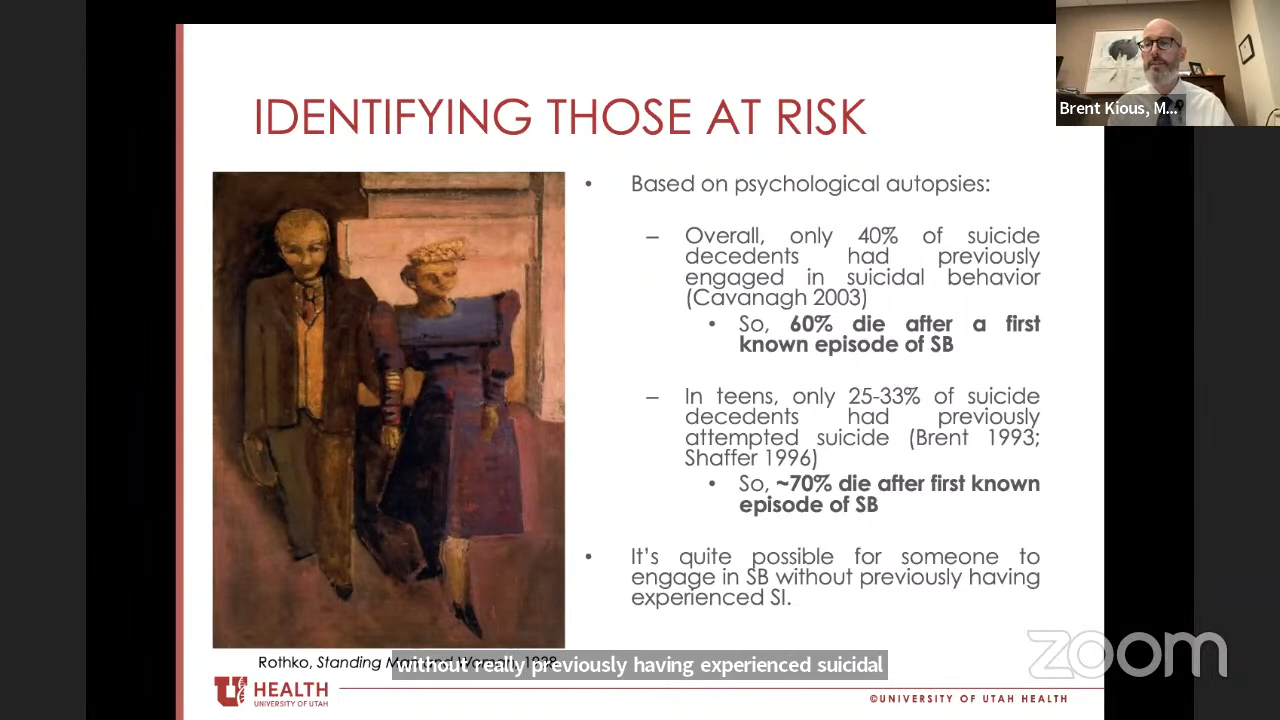 Brent Kious, M...
IDENTIFYING THOSE AT RISK
• Based on psychological autopsies:
– Overall, only 40% of suicide
decedents had previously
engaged in suicidal behavior
(Cavanagh 2003)
• So, 60% die after a first
known episode of SB
– In teens, only 25-33% of suicide
decedents had previously
attempted suicide (Brent 1993;
Shaffer 1996)
• So, ~70% die after first known
episode of SB
• It's quite possible for someone to
engage in SB without previously having
experienced SI.
Rothko, Standing
without really previously having experienced suicidal
zoom
U HEALTH
UNIVERSITY OF UTAH
©UNIVERSITY OF UTAH HEALTH